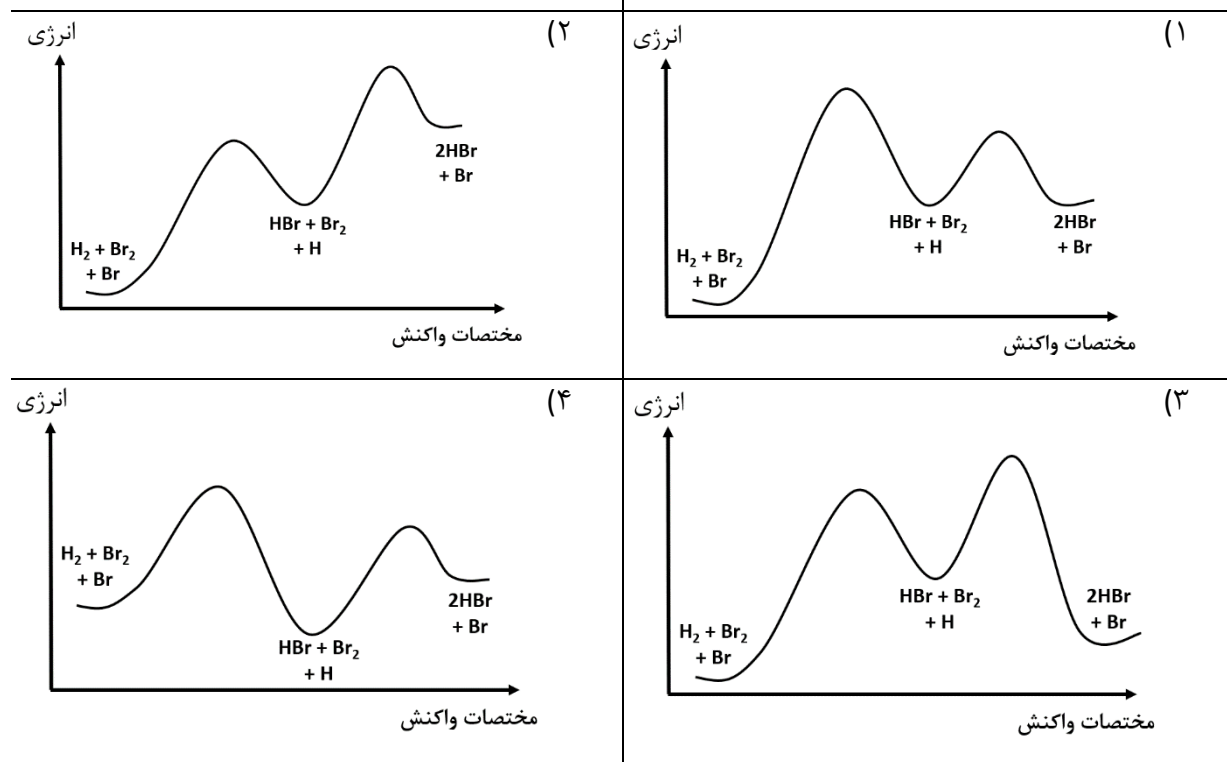 ۱)
انرژی
H₂ + Br₂
+ Br
HBr + Br₂
+ H
2HBr
+ Br
مختصات واکنش
۲)
انرژی
H₂ + Br₂
+ Br
HBr + Br₂
+ H
2HBr
+ Br
مختصات واکنش
۳)
انرژی
H₂ + Br₂
+ Br
HBr + Br₂
+ H
2HBr
+ Br
مختصات واکنش
۴)
انرژی
H₂ + Br₂
+ Br
HBr + Br₂
+ H
2HBr
+ Br
مختصات واکنش